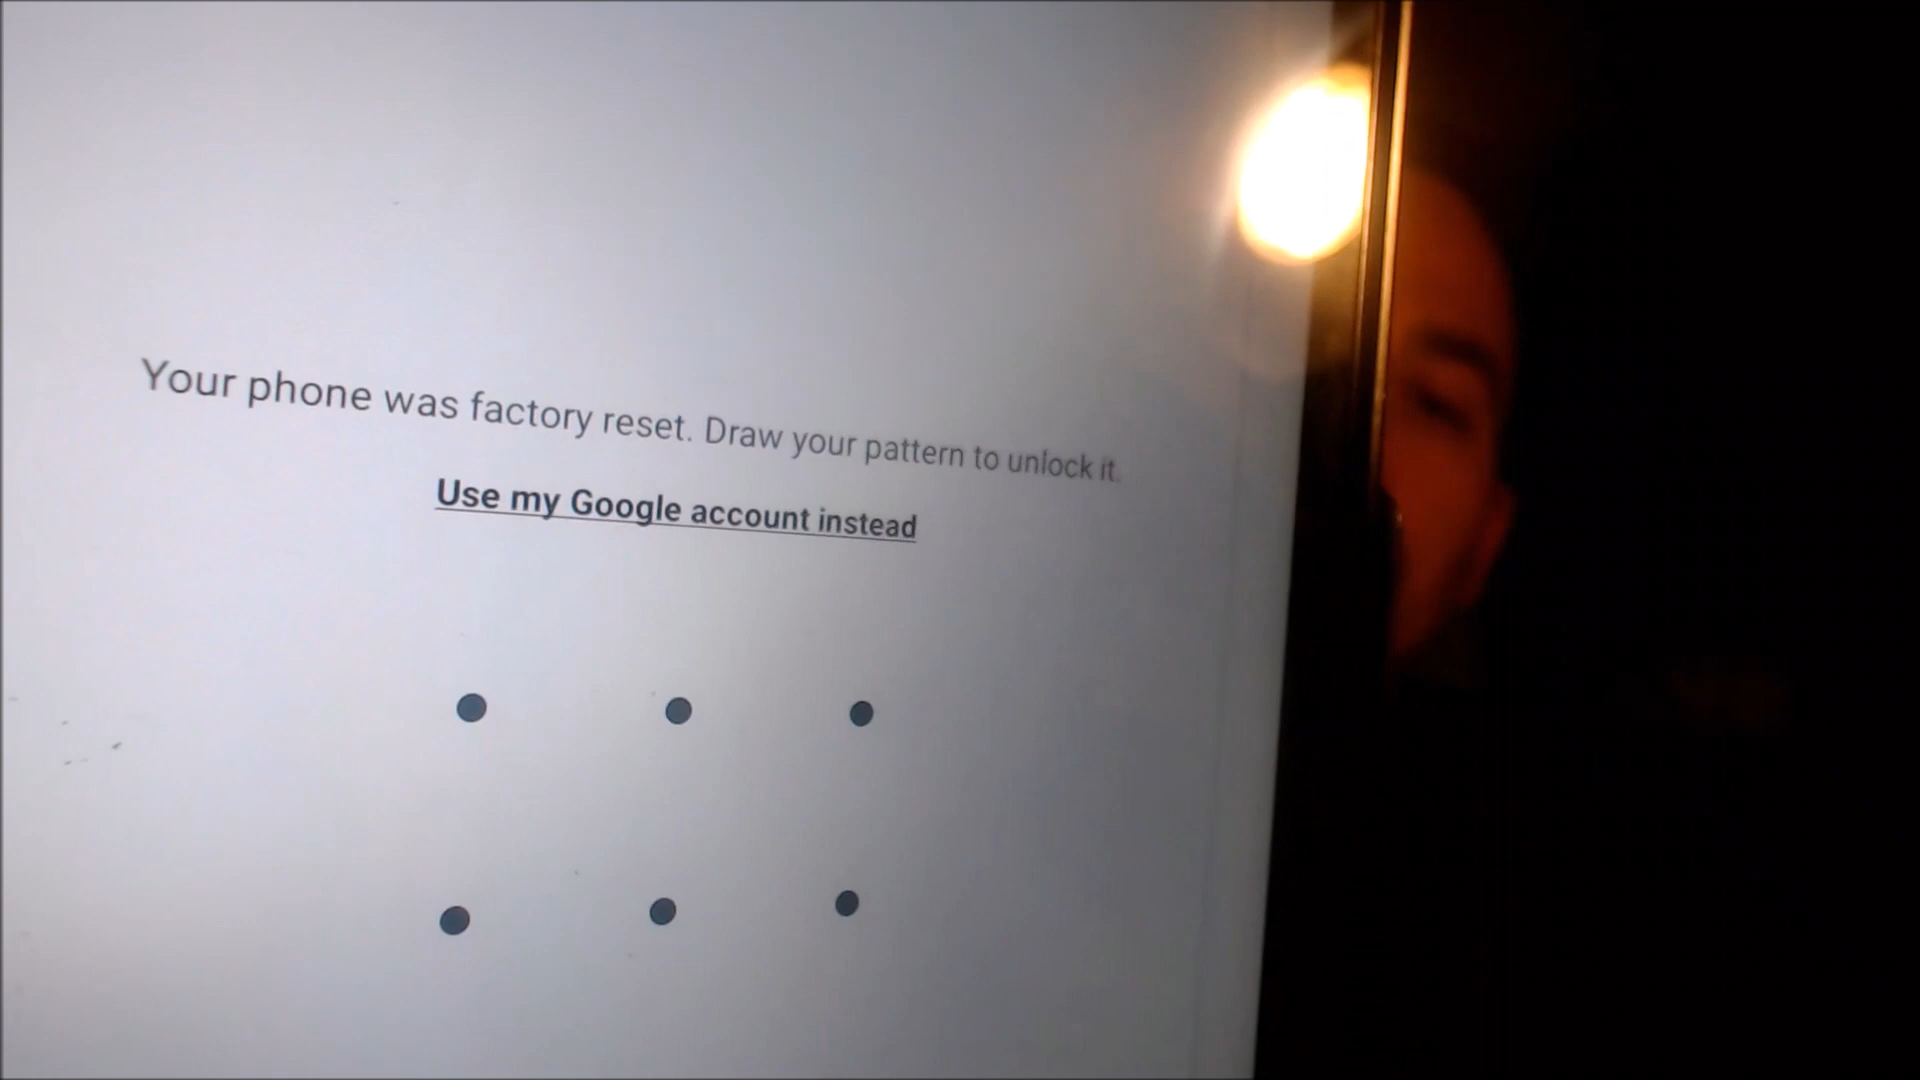 Your phone was factory reset. Draw your pattern to unlock it.
Use my Google account instead